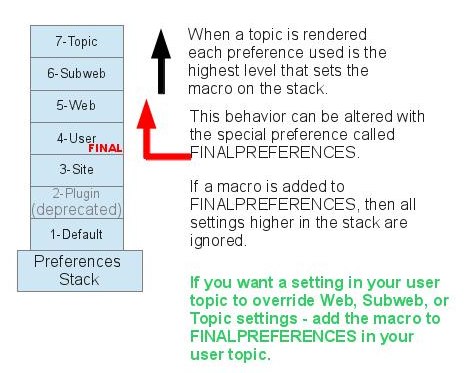 7-Topic
6-Subweb
5-Web
4-User
FINAL
3-Site
2-Plugin
(deprecated)
1-Default
Preferences
Stack
When a topic is rendered
each preference used is the
highest level that sets the
macro on the stack.
This behavior can be altered with
the special preference called
FINALPREFERENCES.
If a macro is added to
FINALPREFERENCES, then all
settings higher in the stack are
ignored.
If you want a setting in your user
topic to override Web, Subweb, or
Topic settings - add the macro to
FINALPREFERENCES in your
user topic.